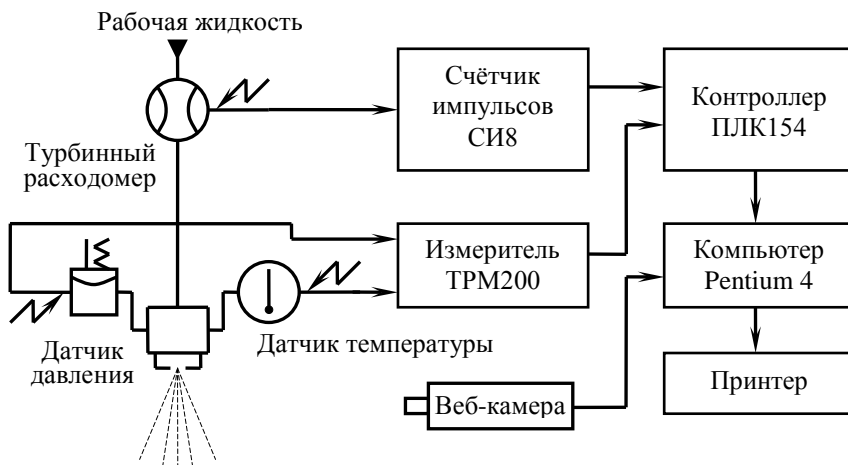 Рабочая жидкость
Счётчик
импульсов
СИ8
Контроллер
ПЛК154
Турбинный
расходомер
Измеритель
ТРМ200
Компьютер
Pentium 4
Датчик
давления
Датчик температуры
Веб-камера
Принтер